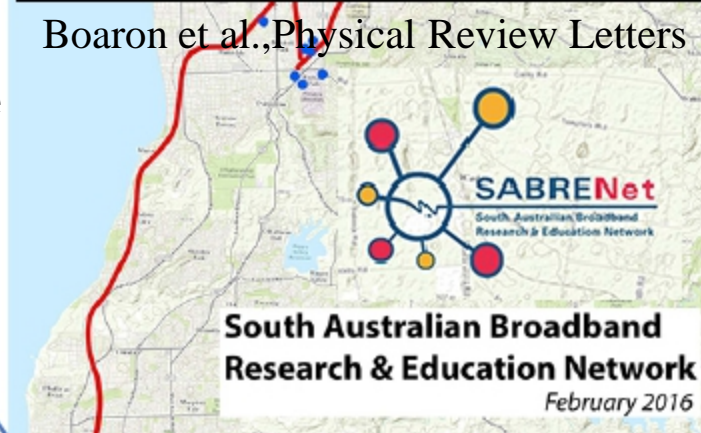 Boaron et al.,Physical Review Letters
SABRENet
South Australian Broadband
Research & Education Network
South Australian Broadband
Research & Education Network
February 2016